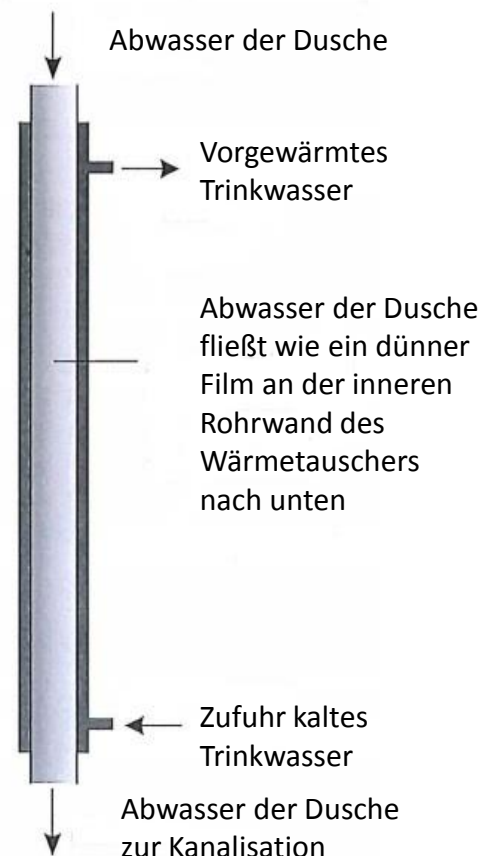 Abwasser der Dusche
Vorgewärmtes
Trinkwasser
Abwasser der Dusche
fließt wie ein dünner
Film an der inneren
Rohrwand des
Wärmetauschers
nach unten
Zufuhr kaltes
Trinkwasser
Abwasser der Dusche
zur Kanalisation